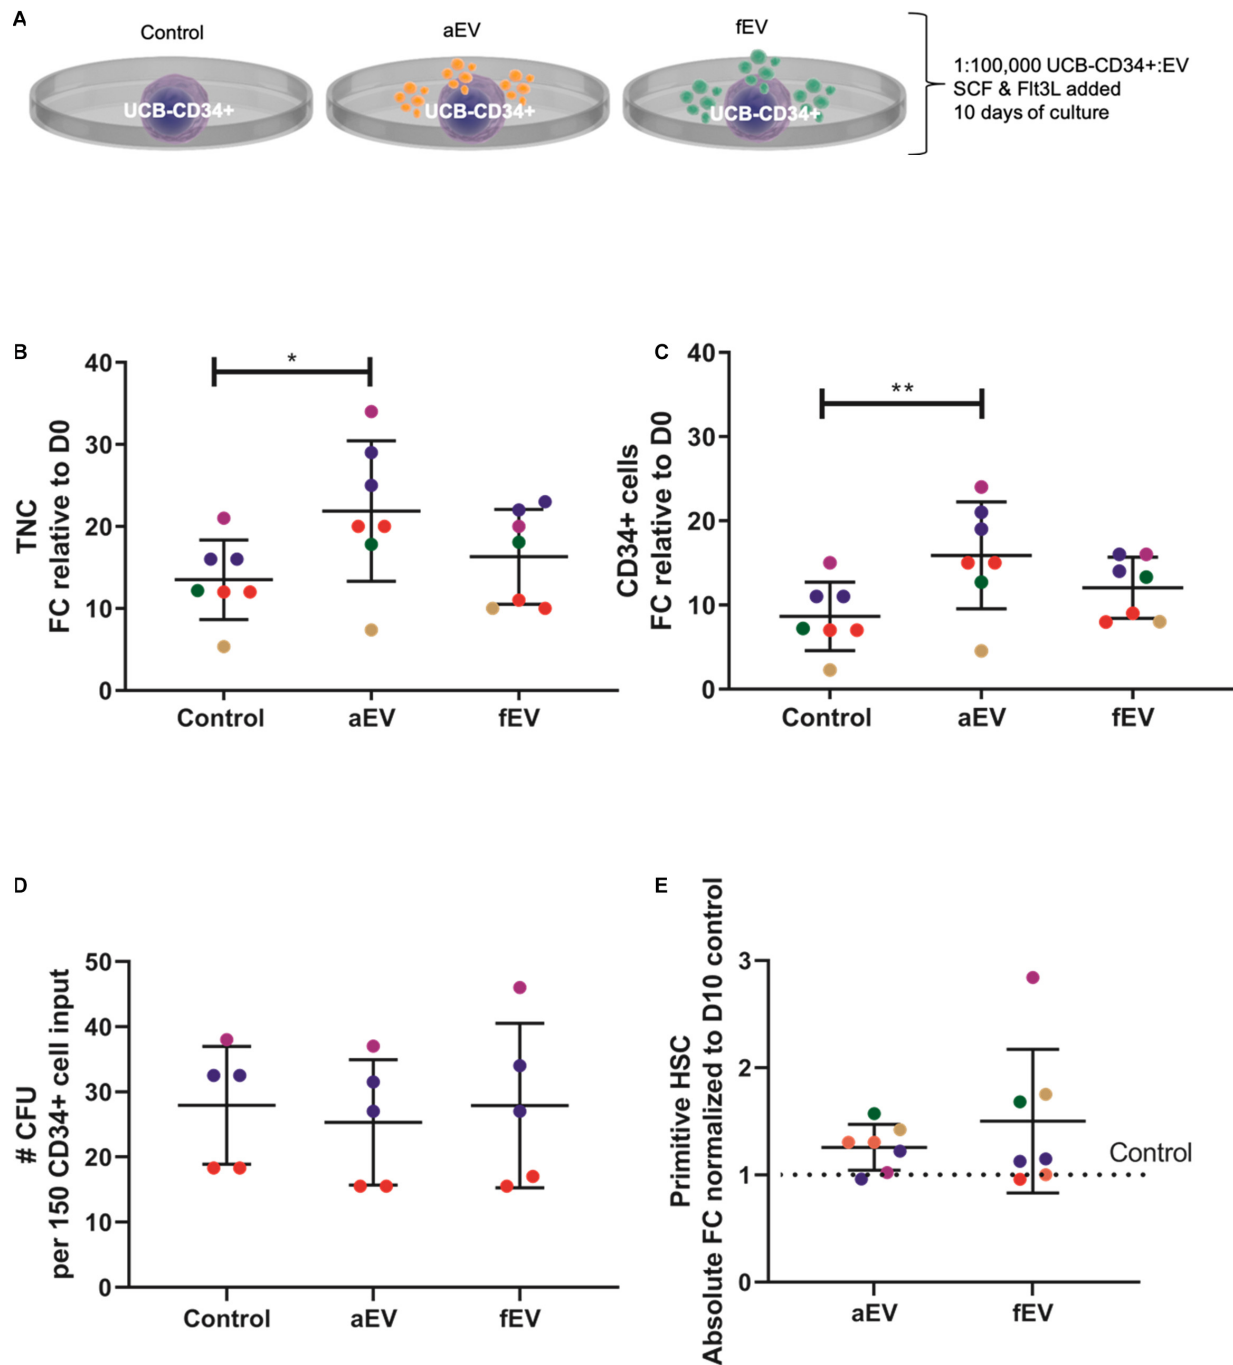 A
Control
aEV
fEV
UCB-CD34+
UCB-CD34+
UCB-CD34+
1:100,000 UCB-CD34+:EV
SCF & Flt3L added
10 days of culture
B
TNC
FC relative to D0
40
30
20
10
0
*
Control
aEV
fEV
C
CD34+ cells
FC relative to D0
40
30
20
10
0
**
Control
aEV
fEV
D
# CFU
per 150 CD34+ cell input
50
40
30
20
10
0
Control
aEV
fEV
E
Primitive HSC
Absolute FC normalized to D10 control
3
2
1
0
Control
aEV
fEV